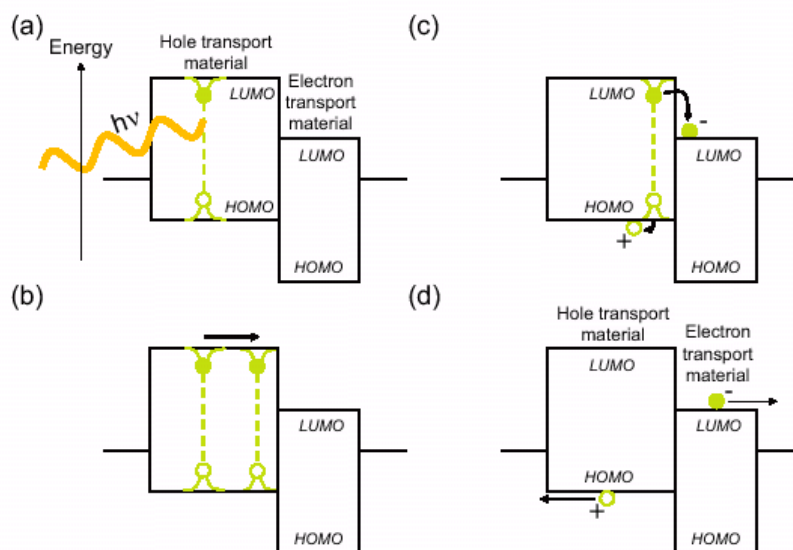 (a)
Energy
Hole transport
material
Electron
transport
material
hν
LUMO
LUMO
HOMO
HOMO
(c)
LUMO
-
LUMO
HOMO
+
HOMO
(b)
LUMO
HOMO
(d)
Hole transport
material
Electron
transport
material
LUMO
-
LUMO
HOMO
+
HOMO